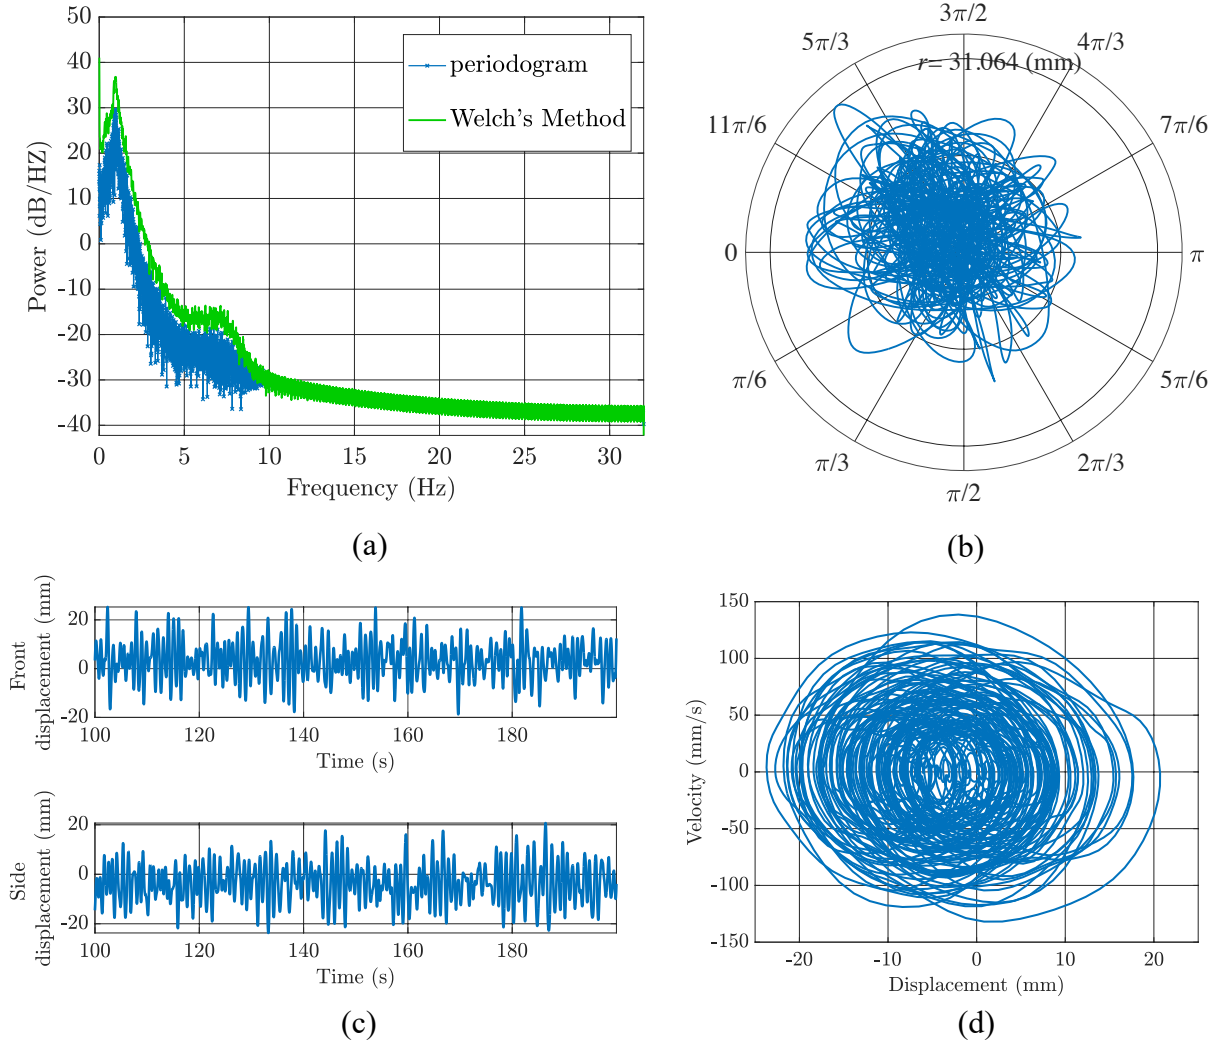 50
40
30
20
10
0
-10
-20
-30
-40
Power (dB/HZ)
periodogram
Welch's Method
0 5 10 15 20 25 30
Frequency (Hz)
(a)
3π/2
5π/3 4π/3
r= 31.064 (mm)
11π/6 7π/6
0 π
π/6 5π/6
π/3 2π/3
π/2
(b)
Front
displacement (mm)
20
0
-20
100 120 140 160 180
Time (s)
Side
displacement (mm)
20
0
-20
100 120 140 160 180
Time (s)
(c)
150
100
50
0
-50
-100
-150
Velocity (mm/s)
-20 -10 0 10 20
Displacement (mm)
(d)